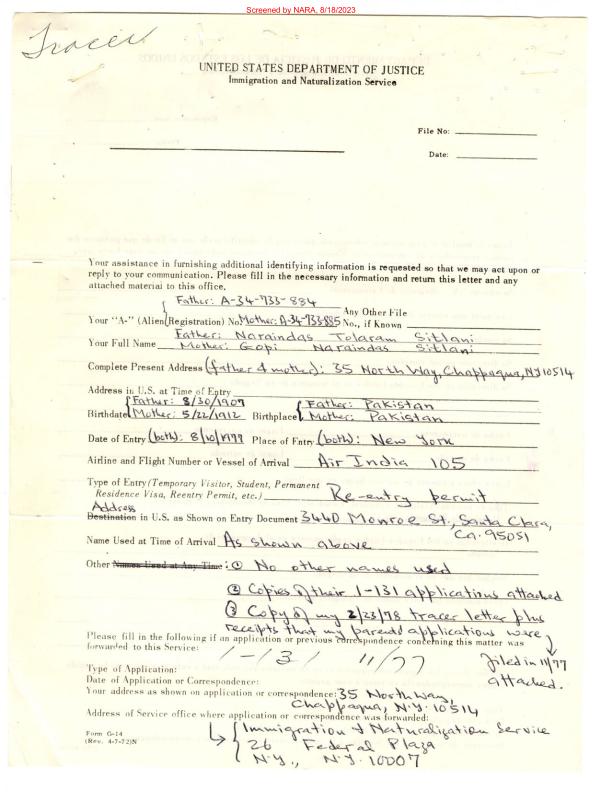 Screened by NARA, 8/18/2023
Tracer
UNITED STATES DEPARTMENT OF JUSTICE
Immigration and Naturalization Service
File No:
Date:
Your assistance in furnishing additional identifying information is requested so that we may act upon or
reply to your communication. Please fill in the necessary information and return this letter and any
attached material to this office.
Father: A-34-733-884
Your "A-" (Alien Registration) No. Mother: A-34-733-885 Any Other File No., if Known
Father: Naraindas Tolaram Sitlani
Your Full Name Mother: Gopi Naraindas Sitlani
Complete Present Address (father & mother): 35 North Way, Chappaqua, NY 10514
Address in U.S. at Time of Entry
Father: 8/30/1907 Father: Pakistan
Birthdate Mother: 5/22/1912 Birthplace Mother: Pakistan
Date of Entry (both): 8/10/1977 Place of Entry (both): New York
Airline and Flight Number or Vessel of Arrival Air India 105
Type of Entry (Temporary Visitor, Student, Permanent
Residence Visa, Reentry Permit, etc.) Re-entry permit
Address
Destination in U.S. as Shown on Entry Document 3440 Monroe St., Santa Clara,
Ca. 95051
Name Used at Time of Arrival As shown above
Other Names Used at Any Time: ① No other names used
② Copies of their I-131 applications attached
③ Copy of my 2/23/78 tracer letter plus
receipts that my parents applications were
filed in 11/77
attached.
Please fill in the following if an application or previous correspondence concerning this matter was
forwarded to this Service:
I-131 11/77
Type of Application:
Date of Application or Correspondence:
Your address as shown on application or correspondence: 35 North Way,
Chappaqua, N.Y. 10514
Address of Service office where application or correspondence was forwarded:
Immigration & Naturalization Service
26 Federal Plaza
N.Y., N.Y. 10007
Form G-14
(Rev. 4-7-72)N